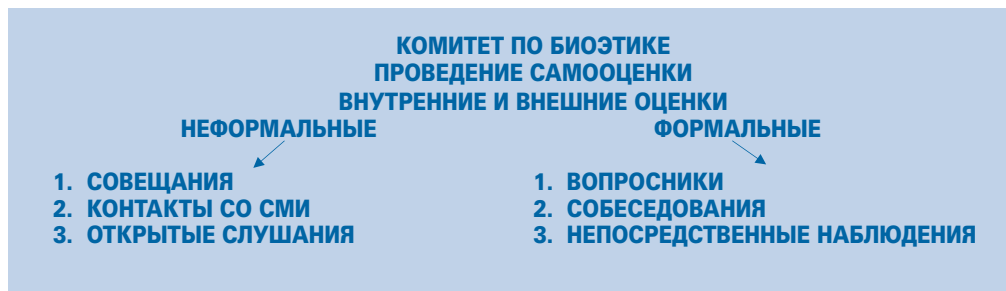 КОМИТЕТ ПО БИОЭТИКЕ
ПРОВЕДЕНИЕ САМООЦЕНКИ
ВНУТРЕННИЕ И ВНЕШНИЕ ОЦЕНКИ
НЕФОРМАЛЬНЫЕ
1. СОВЕЩАНИЯ
2. КОНТАКТЫ СО СМИ
3. ОТКРЫТЫЕ СЛУШАНИЯ
ФОРМАЛЬНЫЕ
1. ВОПРОСНИКИ
2. СОБЕСЕДОВАНИЯ
3. НЕПОСРЕДСТВЕННЫЕ НАБЛЮДЕНИЯ